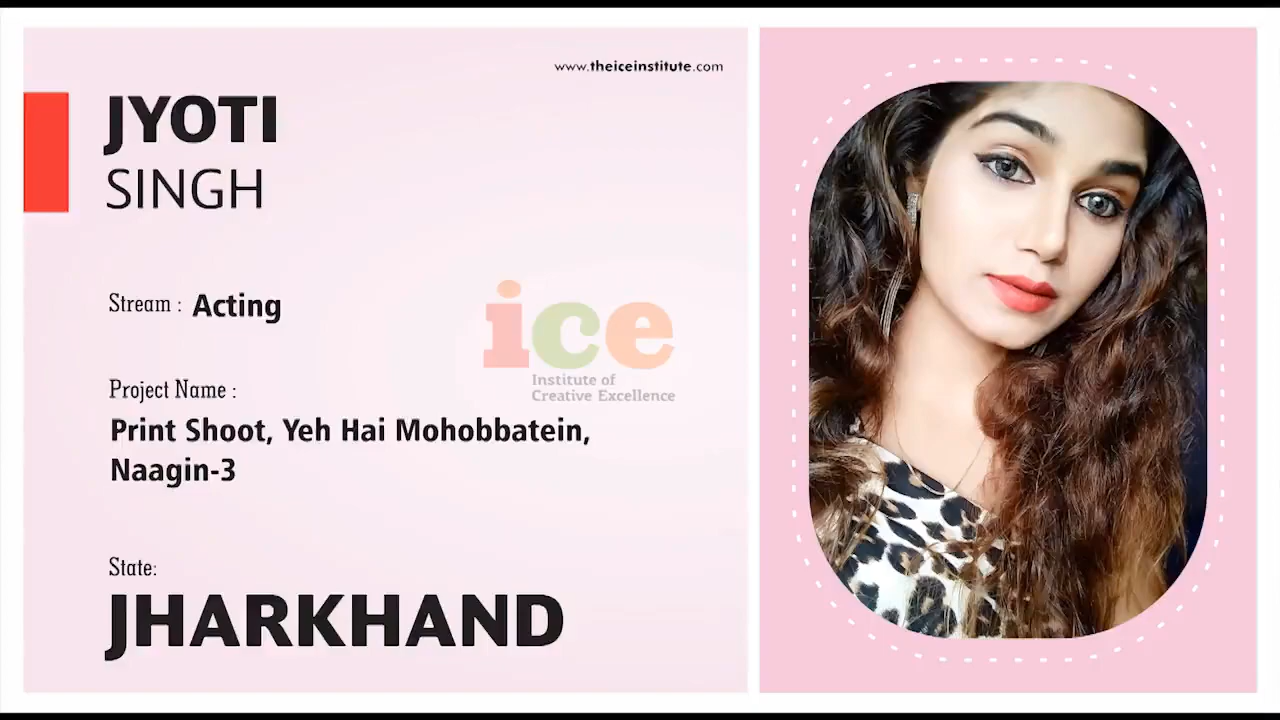 www.theiceinstitute.com
JYOTI
SINGH
Stream : Acting
ice
Institute of
Creative Excellence
Project Name :
Print Shoot, Yeh Hai Mohobbatein,
Naagin-3
State:
JHARKHAND